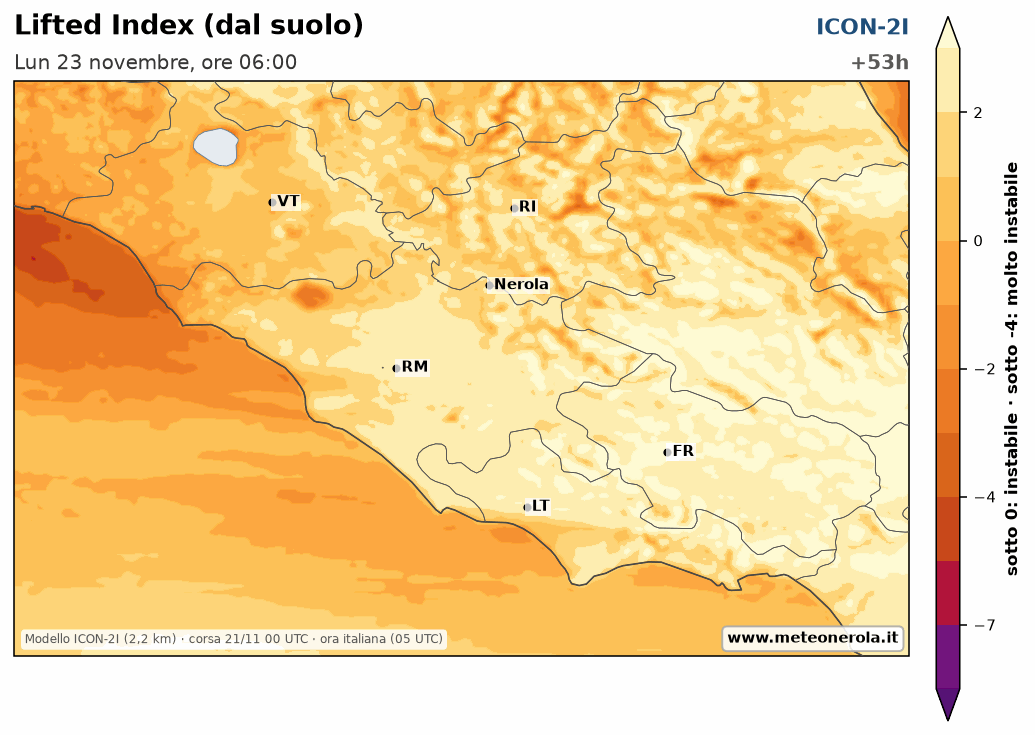 Lifted Index (dal suolo)
ICON-2I
Lun 23 novembre, ore 06:00
+53h
VT
RI
Nerola
RM
FR
LT
2
0
−2
−4
−7
sotto 0: instabile · sotto -4: molto instabile
Modello ICON-2I (2,2 km) · corsa 21/11 00 UTC · ora italiana (05 UTC)
www.meteonerola.it